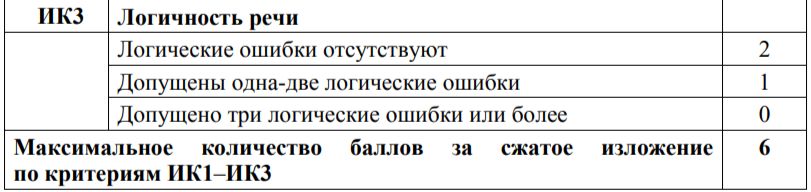 ИК3 Логичность речи
Логические ошибки отсутствуют 2
Допущены одна-две логические ошибки 1
Допущено три логические ошибки или более 0
Максимальное количество баллов за сжатое изложение 6
по критериям ИК1–ИК3